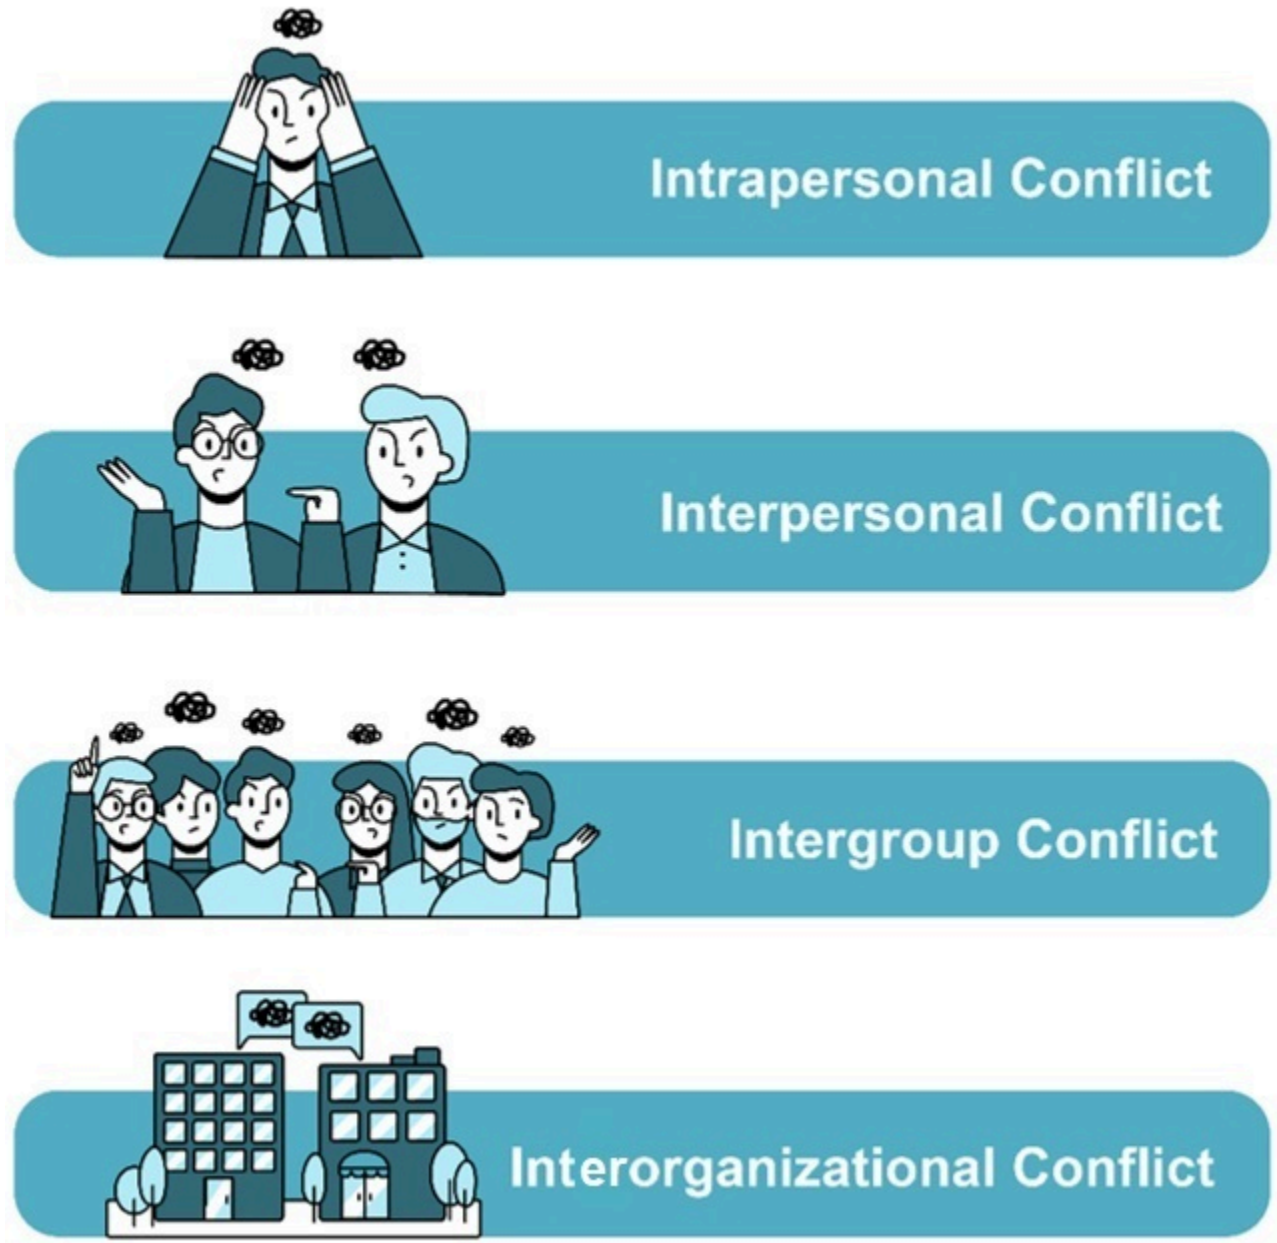 Intrapersonal Conflict
Interpersonal Conflict
Intergroup Conflict
Interorganizational Conflict